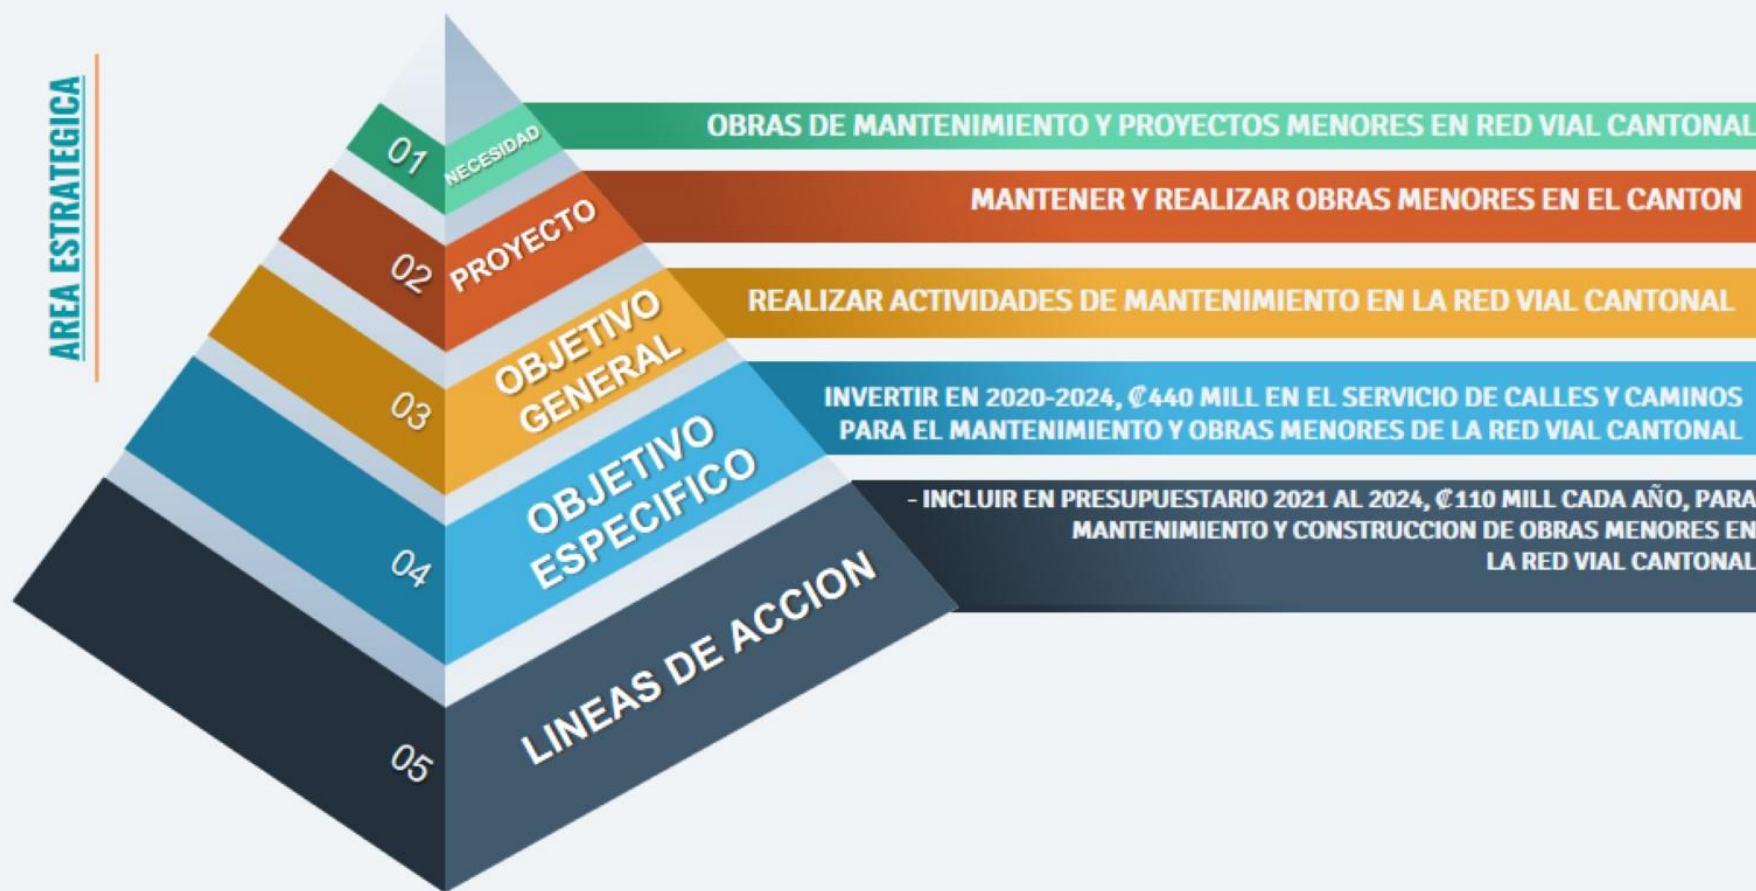 AREA ESTRATEGICA
01
NECESIDAD
OBRAS DE MANTENIMIENTO Y PROYECTOS MENORES EN RED VIAL CANTONAL
02
PROYECTO
MANTENER Y REALIZAR OBRAS MENORES EN EL CANTON
03
OBJETIVO
GENERAL
REALIZAR ACTIVIDADES DE MANTENIMIENTO EN LA RED VIAL CANTONAL
04
OBJETIVO
ESPECIFICO
INVERTIR EN 2020-2024, ₡440 MILL EN EL SERVICIO DE CALLES Y CAMINOS
PARA EL MANTENIMIENTO Y OBRAS MENORES DE LA RED VIAL CANTONAL
05
LINEAS DE ACCION
- INCLUIR EN PRESUPUESTARIO 2021 AL 2024, ₡110 MILL CADA AÑO, PARA
MANTENIMIENTO Y CONSTRUCCION DE OBRAS MENORES EN
LA RED VIAL CANTONAL